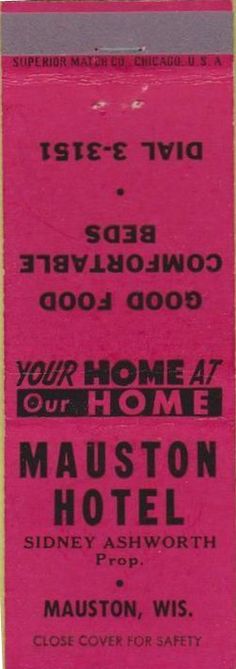 SUPERIOR MATCH CO., CHICAGO, U. S. A
DIAL 3-3151
•
BEDS
COMFORTABLE
GOOD FOOD
YOUR HOME AT
Our HOME
MAUSTON
HOTEL
SIDNEY ASHWORTH
Prop.
•
MAUSTON, WIS.
CLOSE COVER FOR SAFETY